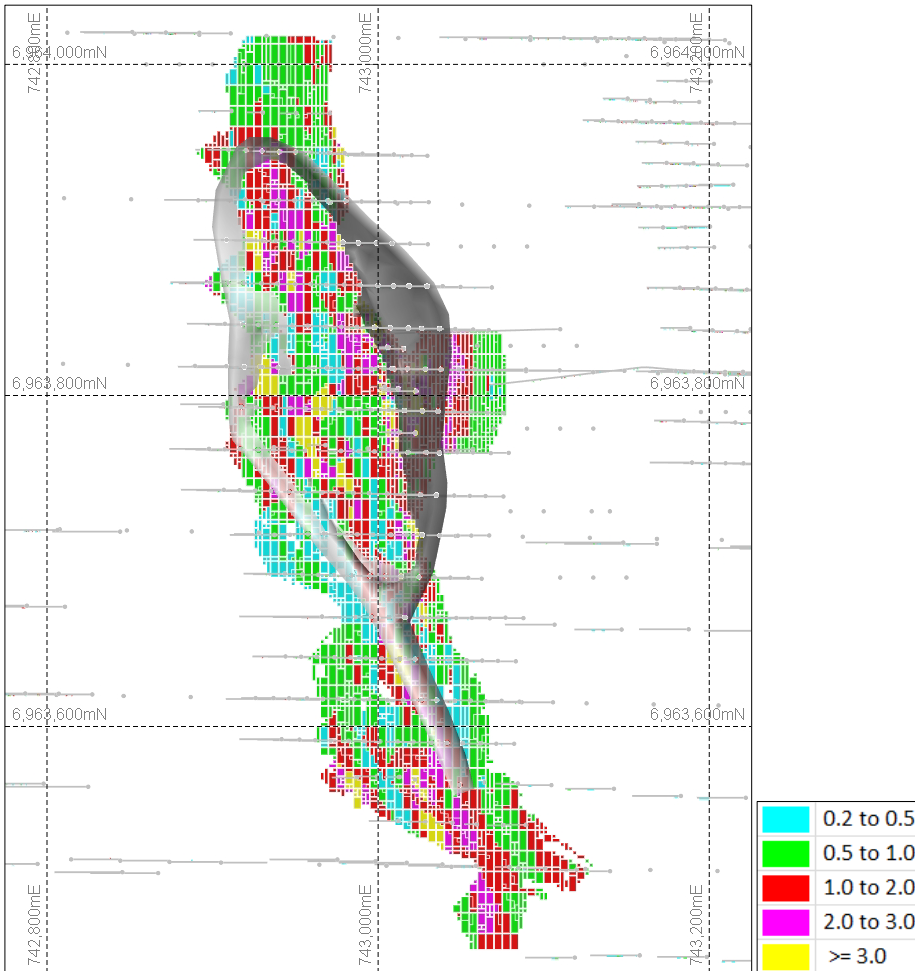 742,800mE
743,000mE
743,200mE
6,964,000mN
6,964,000mN
6,963,800mN
6,963,800mN
6,963,600mN
6,963,600mN
742,800mE
743,000mE
743,200mE
0.2 to 0.5
0.5 to 1.0
1.0 to 2.0
2.0 to 3.0
>= 3.0